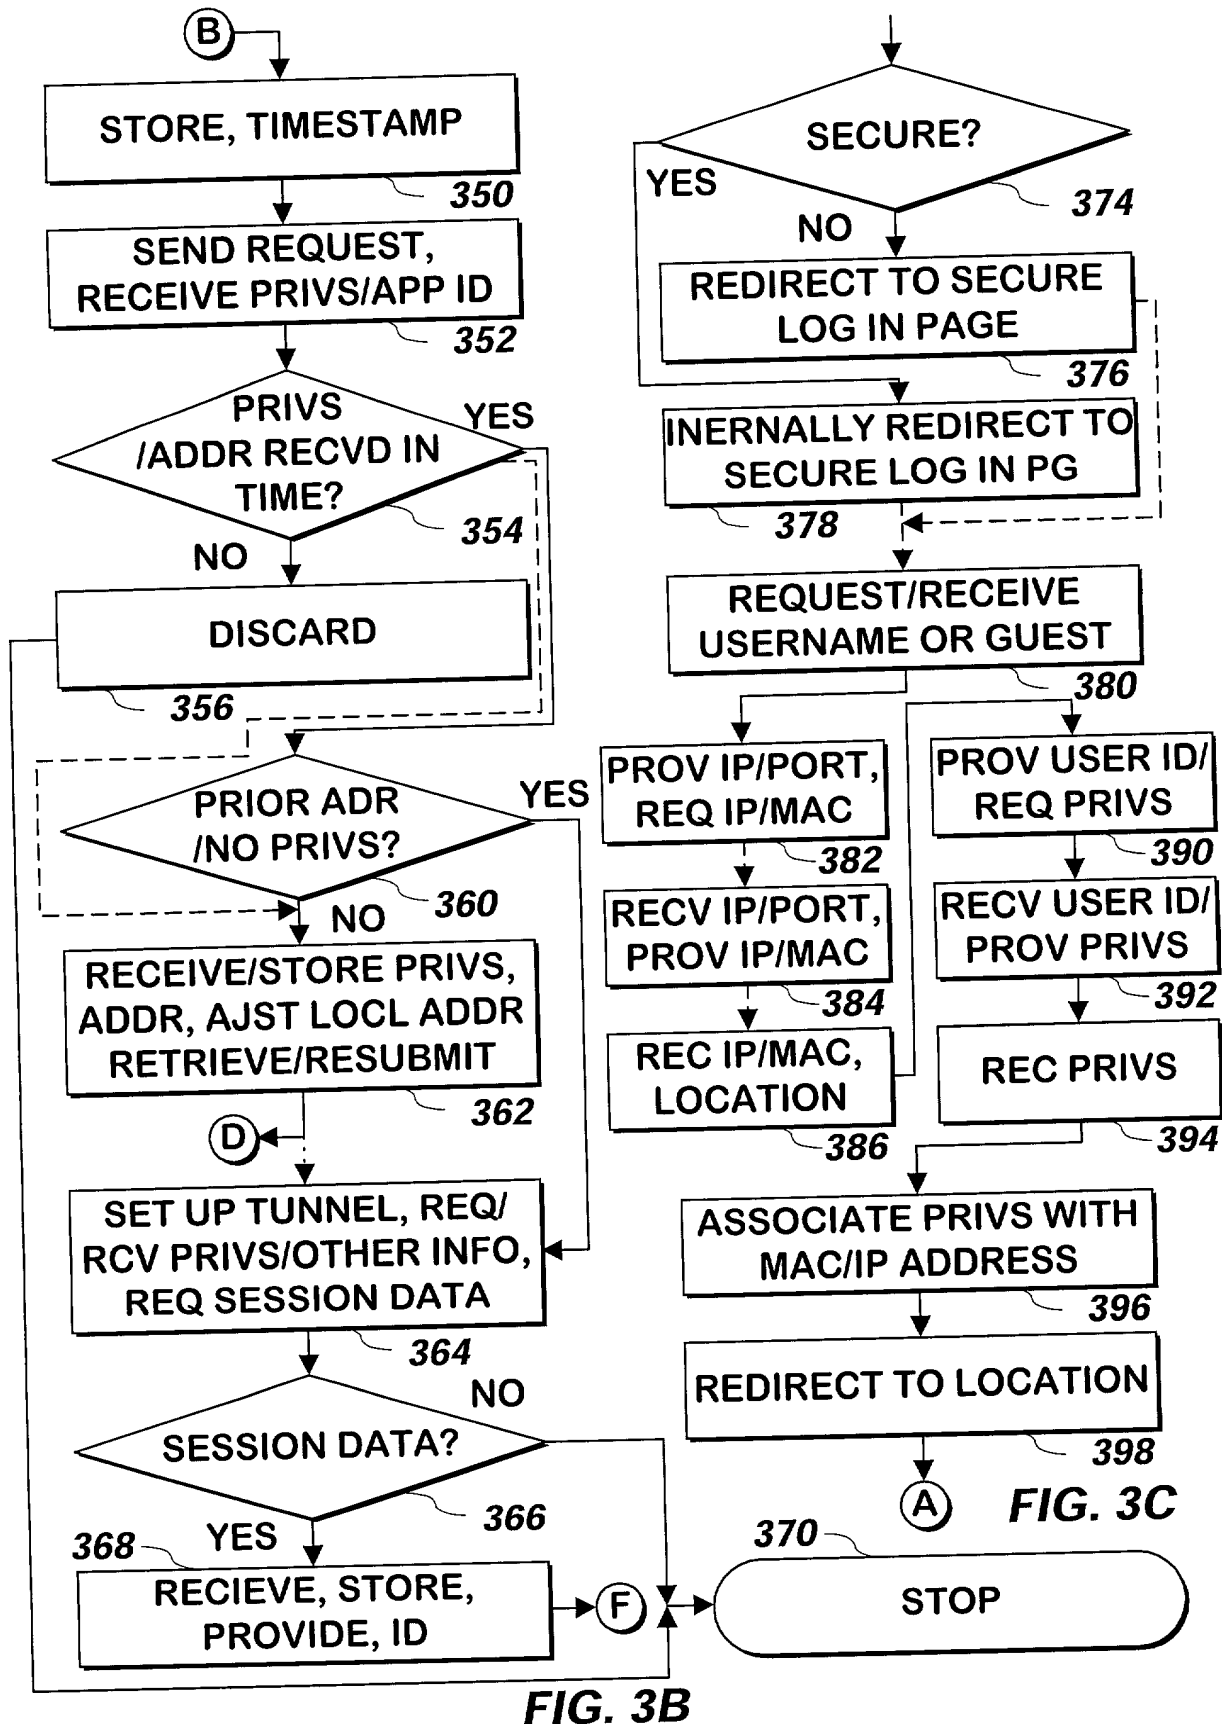 B
STORE, TIMESTAMP
350
SEND REQUEST,
RECEIVE PRIVS/APP ID
352
PRIVS
/ADDR RECVD IN
TIME?
YES
354
NO
DISCARD
356
PRIOR ADR
/NO PRIVS?
YES
360
NO
RECEIVE/STORE PRIVS,
ADDR, AJST LOCL ADDR
RETRIEVE/RESUBMIT
362
D
SET UP TUNNEL, REQ/
RCV PRIVS/OTHER INFO,
REQ SESSION DATA
364
NO
SESSION DATA?
366
YES
368
RECIEVE, STORE,
PROVIDE, ID
F
370
STOP
FIG. 3B
SECURE?
YES
374
NO
REDIRECT TO SECURE
LOG IN PAGE
376
INERNALLY REDIRECT TO
SECURE LOG IN PG
378
REQUEST/RECEIVE
USERNAME OR GUEST
380
PROV IP/PORT,
REQ IP/MAC
382
RECV IP/PORT,
PROV IP/MAC
384
REC IP/MAC,
LOCATION
386
PROV USER ID/
REQ PRIVS
390
RECV USER ID/
PROV PRIVS
392
REC PRIVS
394
ASSOCIATE PRIVS WITH
MAC/IP ADDRESS
396
REDIRECT TO LOCATION
398
A
FIG. 3C